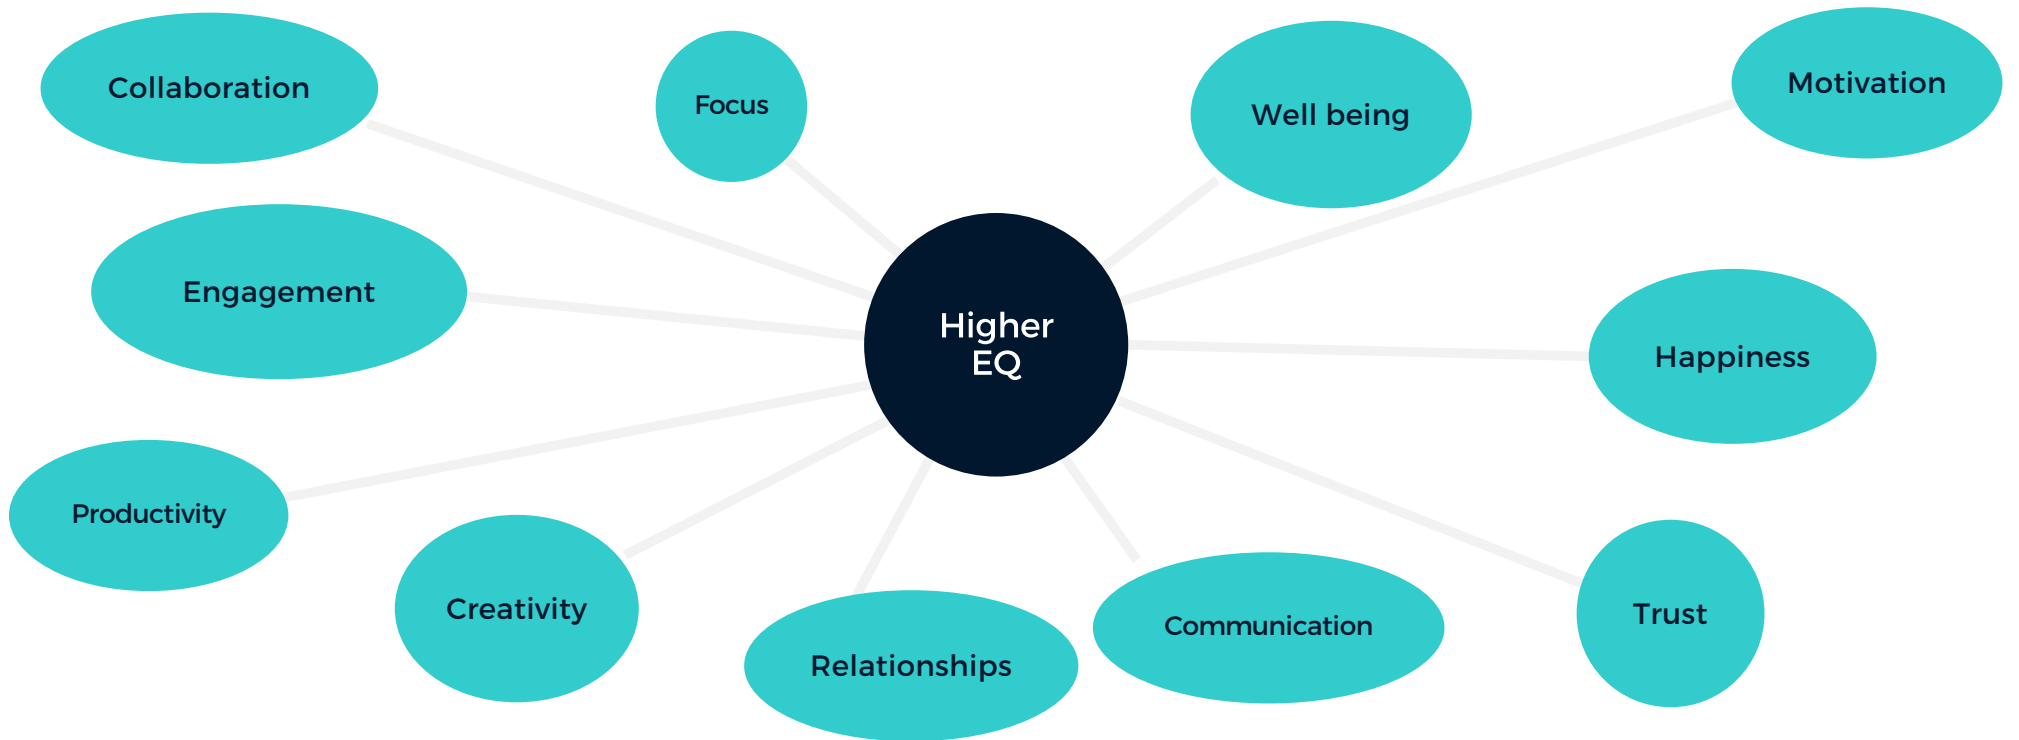 Collaboration
Focus
Well being
Motivation
Engagement
Higher
EQ
Happiness
Productivity
Creativity
Relationships
Communication
Trust